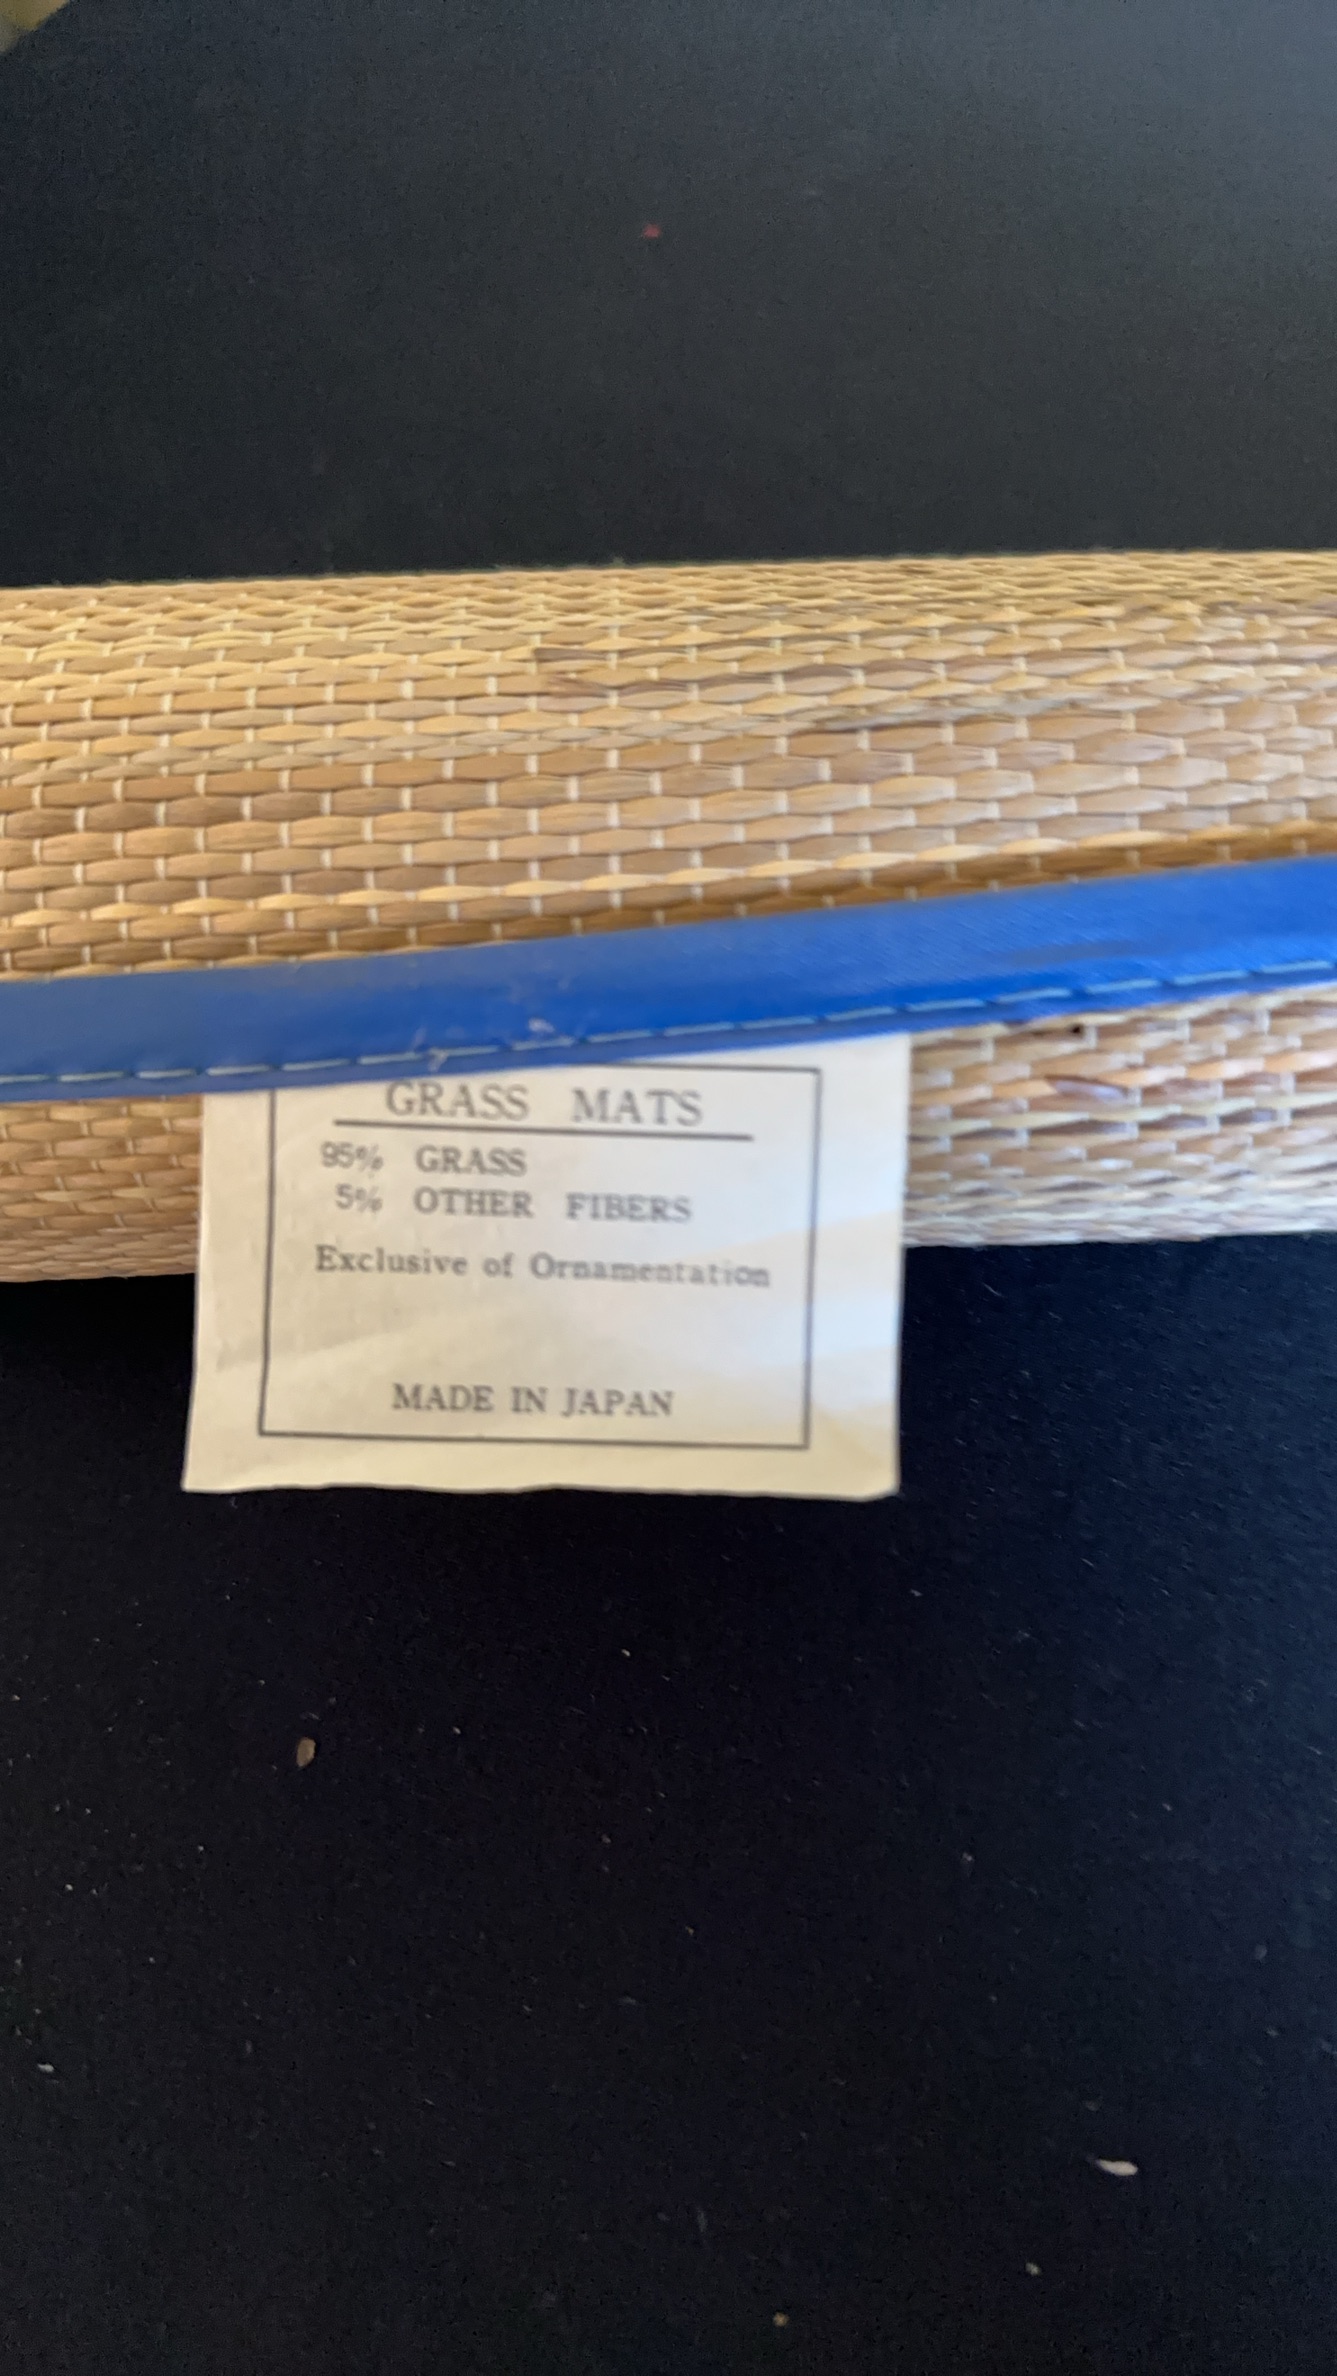 GRASS MATS
95% GRASS
5% OTHER FIBERS
Exclusive of Ornamentation
MADE IN JAPAN